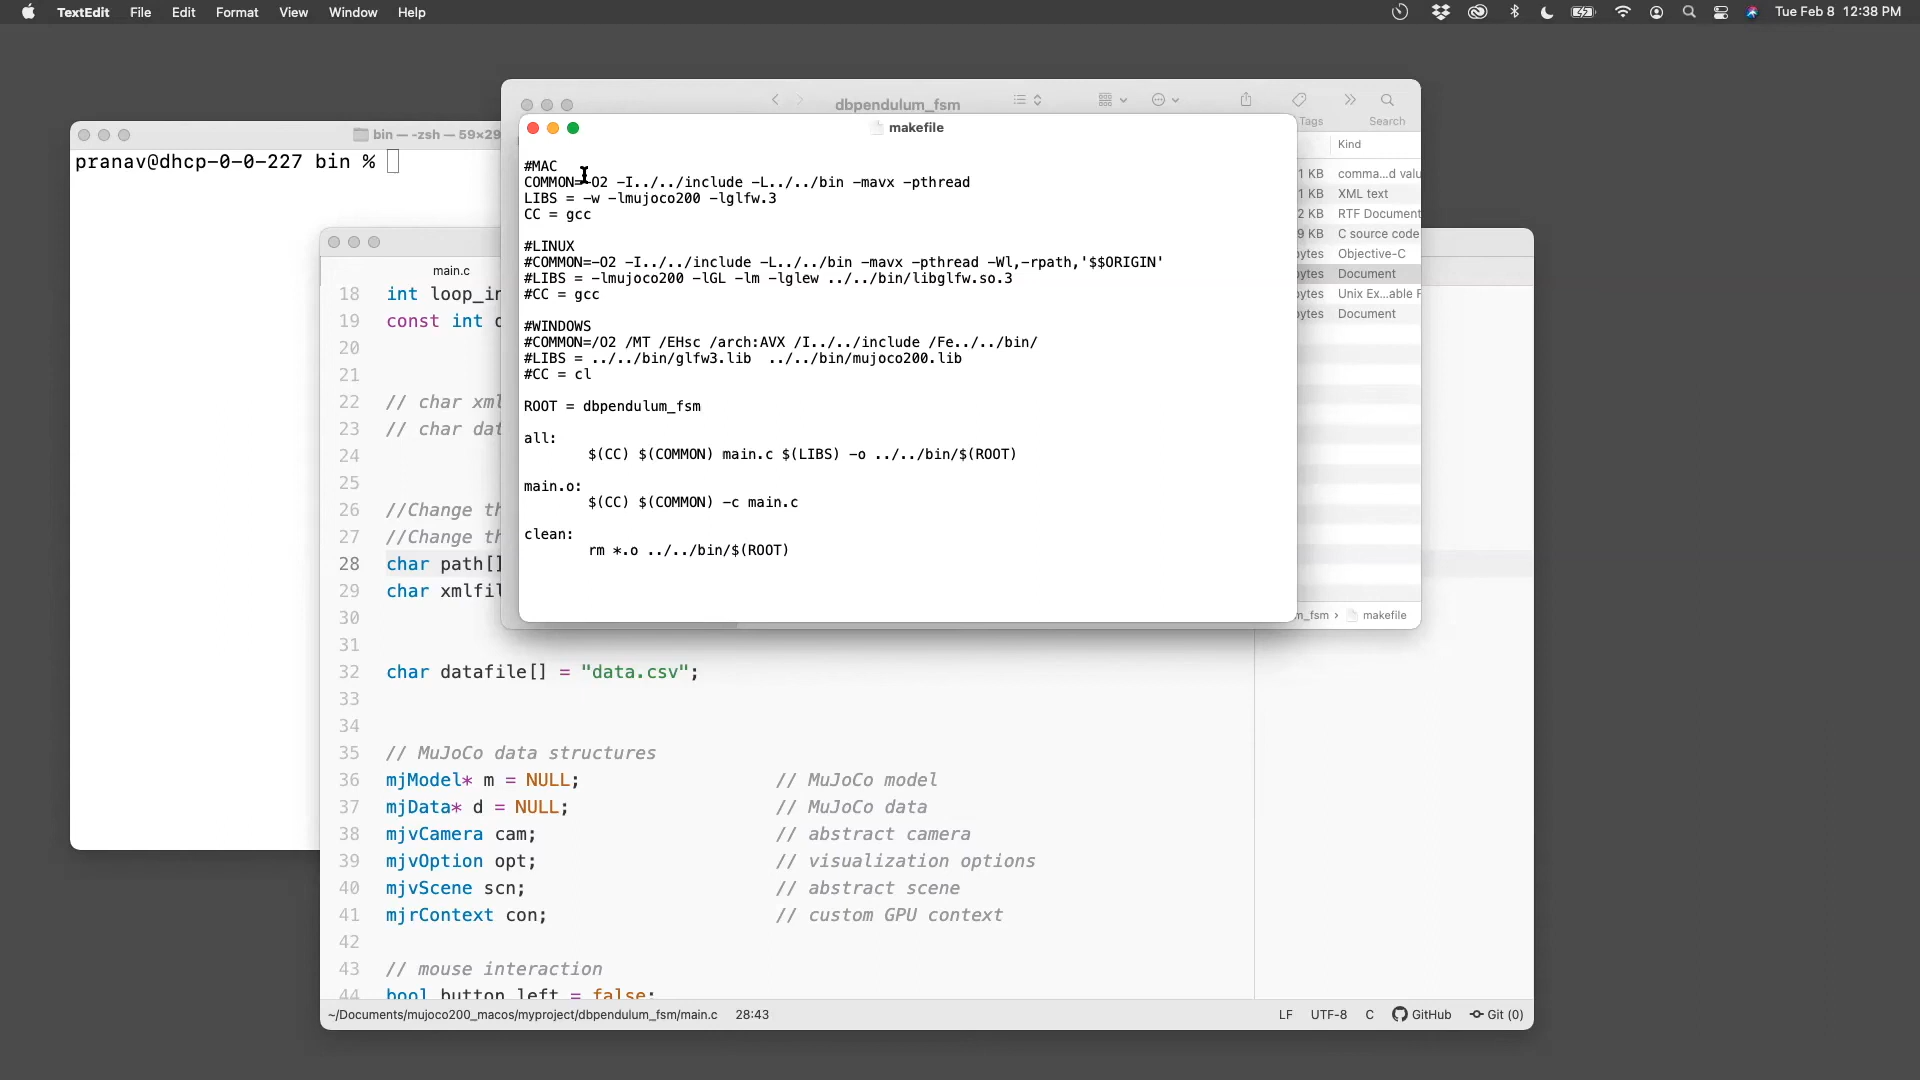 TextEdit File Edit Format View Window Help
Tue Feb 8 12:38 PM
dbpendulum_fsm
Tags
Search
makefile
bin — -zsh — 59×29
pranav@dhcp-0-0-227 bin %
#MAC
COMMON=-O2 -I../../include -L../../bin -mavx -pthread
LIBS = -w -lmujoco200 -lglfw.3
CC = gcc
#LINUX
#COMMON=-O2 -I../../include -L../../bin -mavx -pthread -Wl,-rpath,'$$ORIGIN'
#LIBS = -lmujoco200 -lGL -lm -lglew ../../bin/libglfw.so.3
#CC = gcc
#WINDOWS
#COMMON=/O2 /MT /EHsc /arch:AVX /I../../include /Fe../../bin/
#LIBS = ../../bin/glfw3.lib  ../../bin/mujoco200.lib
#CC = cl
ROOT = dbpendulum_fsm
all:
$(CC) $(COMMON) main.c $(LIBS) -o ../../bin/$(ROOT)
main.o:
$(CC) $(COMMON) -c main.c
clean:
rm *.o ../../bin/$(ROOT)
Kind
1 KB comma...d valu
1 KB XML text
2 KB RTF Document
9 KB C source code
ytes Objective-C
ytes Document
ytes Unix Ex...able F
ytes Document
m_fsm › makefile
main.c
18 int loop_in
19 const int
20
21
22 // char xml
23 // char dat
24
25
26 //Change th
27 //Change th
28 char path[]
29 char xmlfil
30
31
32 char datafile[] = "data.csv";
33
34
35 // MuJoCo data structures
36 mjModel* m = NULL; // MuJoCo model
37 mjData* d = NULL; // MuJoCo data
38 mjvCamera cam; // abstract camera
39 mjvOption opt; // visualization options
40 mjvScene scn; // abstract scene
41 mjrContext con; // custom GPU context
42
43 // mouse interaction
44 bool button_left = false;
~/Documents/mujoco200_macos/myproject/dbpendulum_fsm/main.c 28:43
LF UTF-8 C GitHub Git (0)